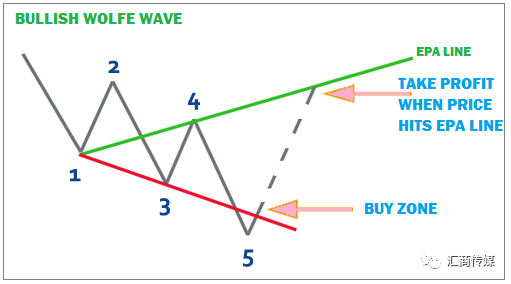 BULLISH WOLFE WAVE
EPA LINE
2
TAKE PROFIT
WHEN PRICE
HITS EPA LINE
4
1
3
BUY ZONE
5
汇商传媒